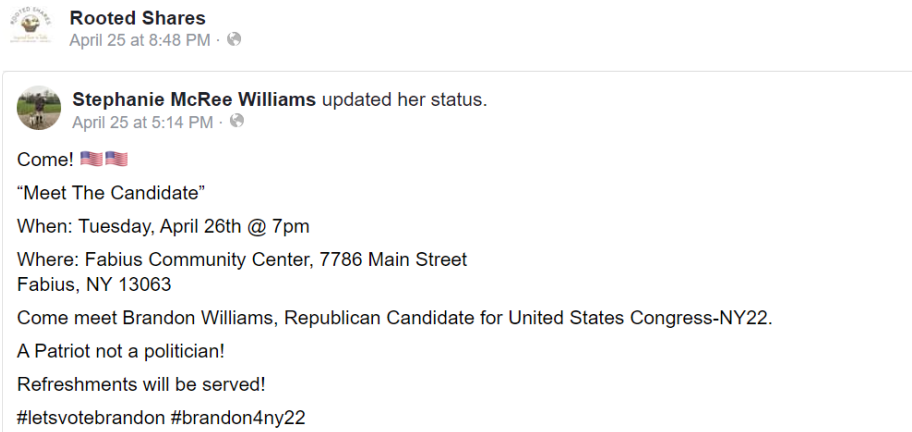 ROOTED SHARES
Rooted Shares
April 25 at 8:48 PM ·
Stephanie McRee Williams updated her status.
April 25 at 5:14 PM ·
Come! 🇺🇸🇺🇸
“Meet The Candidate”
When: Tuesday, April 26th @ 7pm
Where: Fabius Community Center, 7786 Main Street
Fabius, NY 13063
Come meet Brandon Williams, Republican Candidate for United States Congress-NY22.
A Patriot not a politician!
Refreshments will be served!
#letsvotebrandon #brandon4ny22